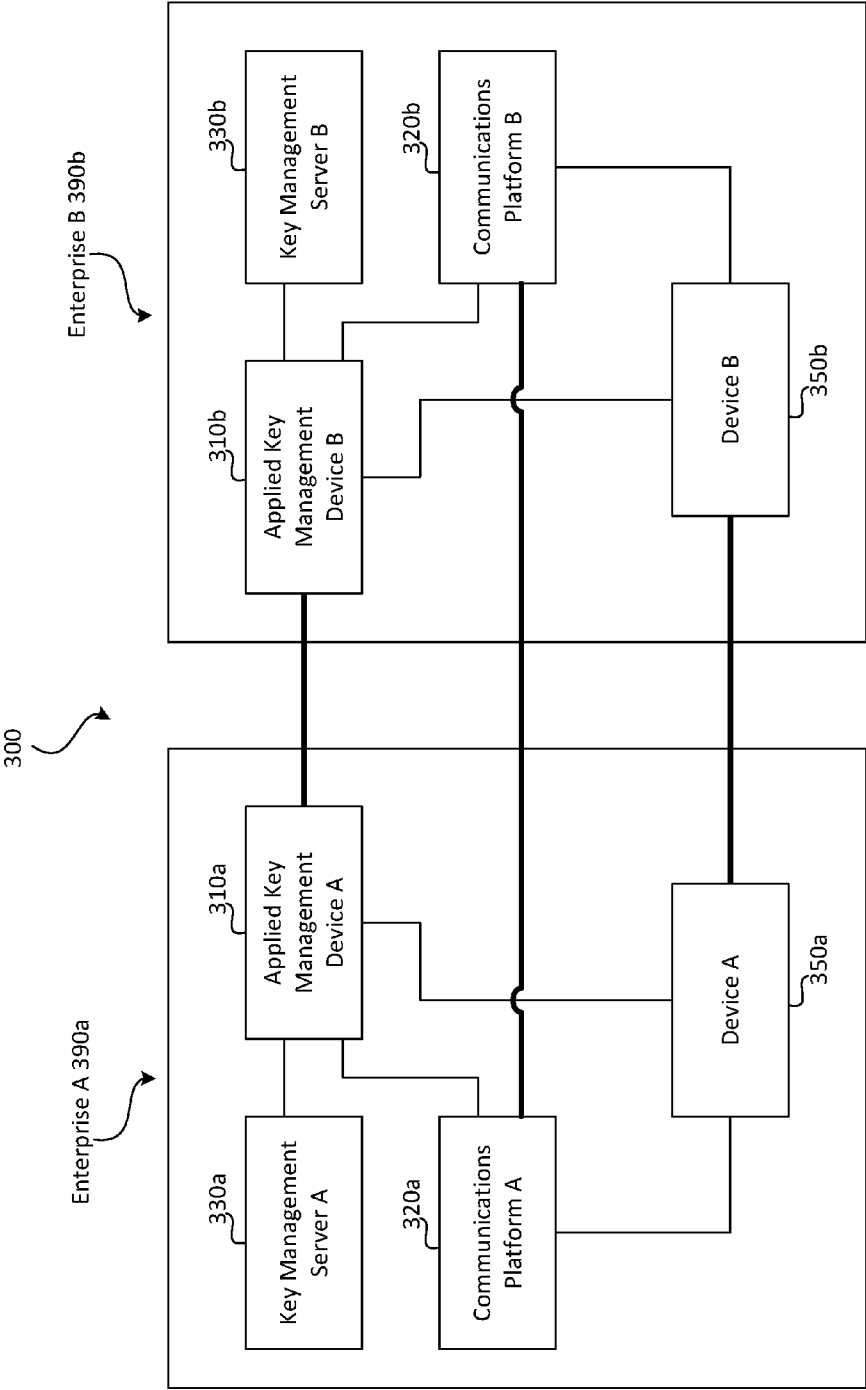 300
Enterprise A 390a
Enterprise B 390b
330a
310a
310b
330b
Key Management
Server A
Applied Key
Management
Device A
Applied Key
Management
Device B
Key Management
Server B
320a
320b
Communications
Platform A
Communications
Platform B
Device A
Device B
350a
350b